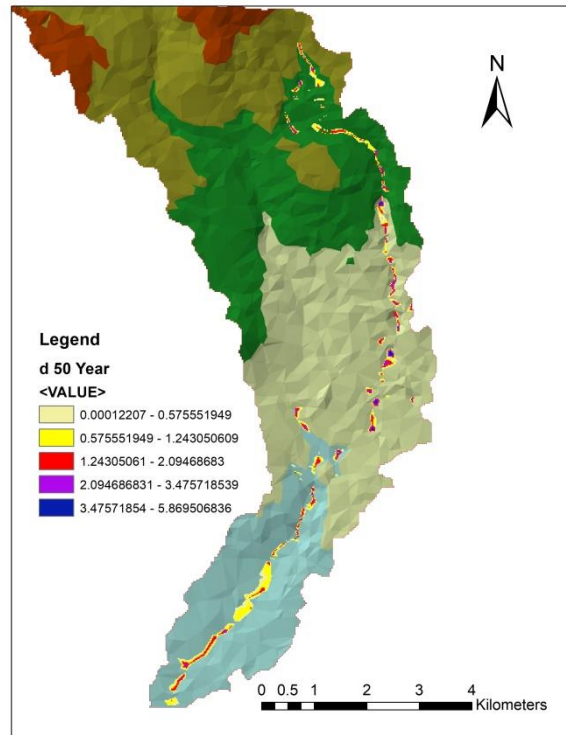 N
Legend
d 50 Year
<VALUE>
0.00012207 - 0.575551949
0.575551949 - 1.243050609
1.24305061 - 2.09468683
2.094686831 - 3.475718539
3.47571854 - 5.869506836
0 0.5 1 2 3 4
Kilometers